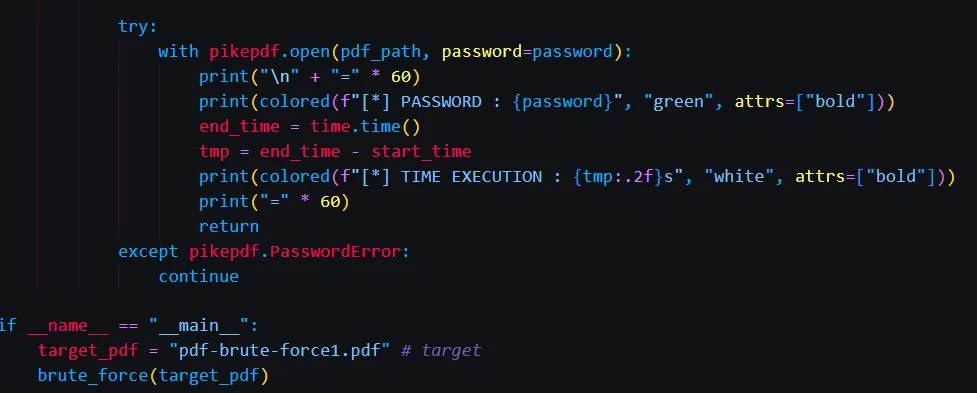 try:
with pikepdf.open(pdf_path, password=password):
print("\n" + "=" * 60)
print(colored(f"[*] PASSWORD : {password}", "green", attrs=["bold"]))
end_time = time.time()
tmp = end_time - start_time
print(colored(f"[*] TIME EXECUTION : {tmp:.2f}s", "white", attrs=["bold"]))
print("=" * 60)
return
except pikepdf.PasswordError:
continue
if __name__ == "__main__":
target_pdf = "pdf-brute-force1.pdf" # target
brute_force(target_pdf)